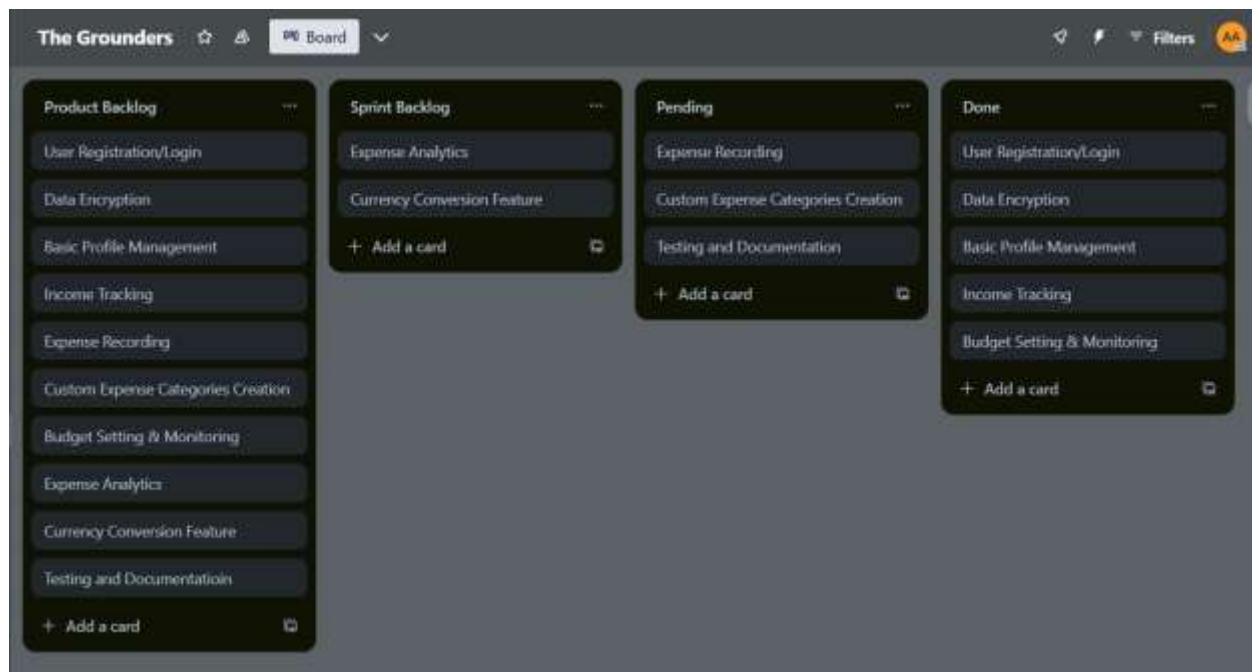 The Grounders
Board
Filters
AA
Product Backlog
User Registration/Login
Data Encryption
Basic Profile Management
Income Tracking
Expense Recording
Custom Expense Categories Creation
Budget Setting & Monitoring
Expense Analytics
Currency Conversion Feature
Testing and Documentatioin
+ Add a card
Sprint Backlog
Expense Analytics
Currency Conversion Feature
+ Add a card
Pending
Expense Recording
Custom Expense Categories Creation
Testing and Documentation
+ Add a card
Done
User Registration/Login
Data Encryption
Basic Profile Management
Income Tracking
Budget Setting & Monitoring
+ Add a card